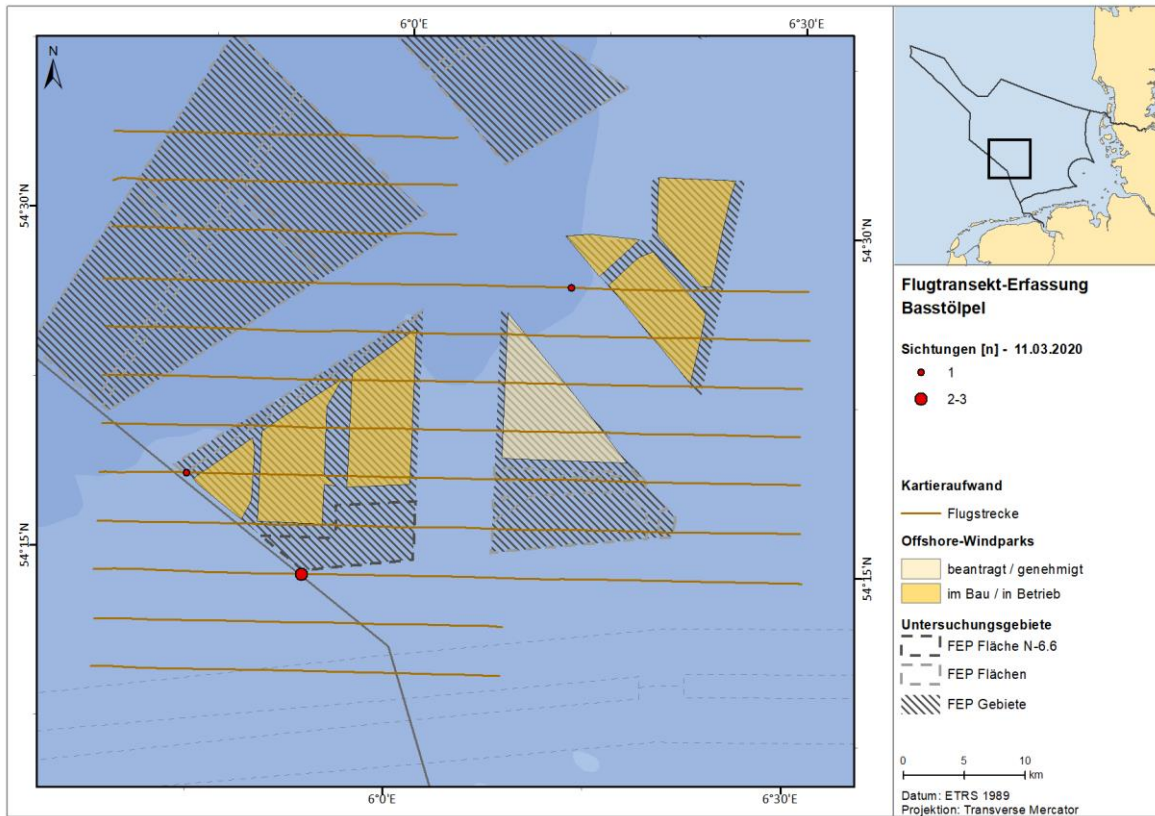 6°0'E
6°30'E
N
54°30'N
54°30'N
54°15'N
54°15'N
6°0'E
6°30'E
Flugtransekt-Erfassung
Basstölpel
Sichtungen [n] - 11.03.2020
1
2-3
Kartieraufwand
Flugstrecke
Offshore-Windparks
beantragt / genehmigt
im Bau / in Betrieb
Untersuchungsgebiete
FEP Fläche N-6.6
FEP Flächen
FEP Gebiete
0 5 10
km
Datum: ETRS 1989
Projektion: Transverse Mercator